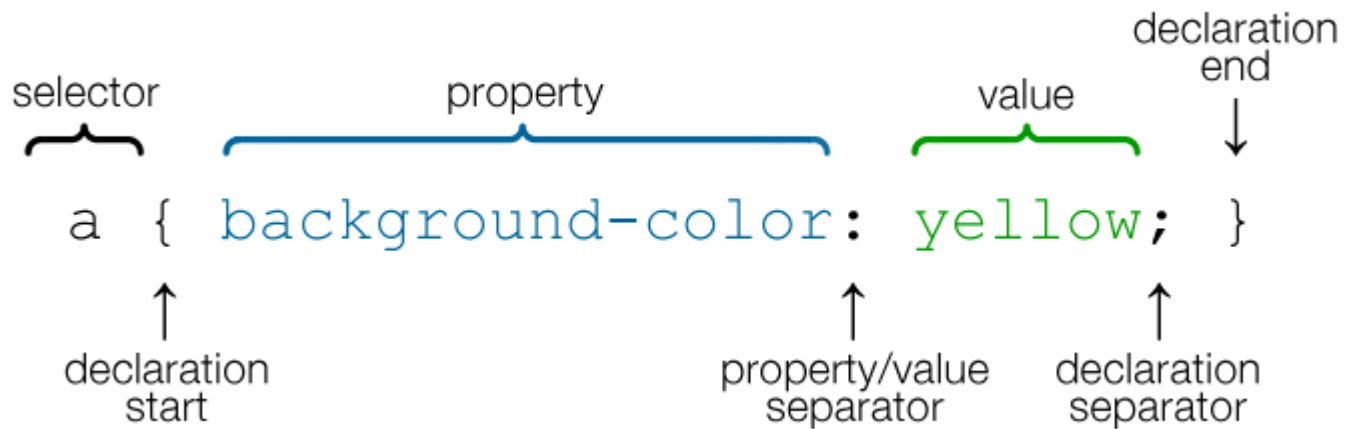 declaration
end
selector
property
value
a { background-color: yellow; }
declaration
start
property/value
separator
declaration
separator